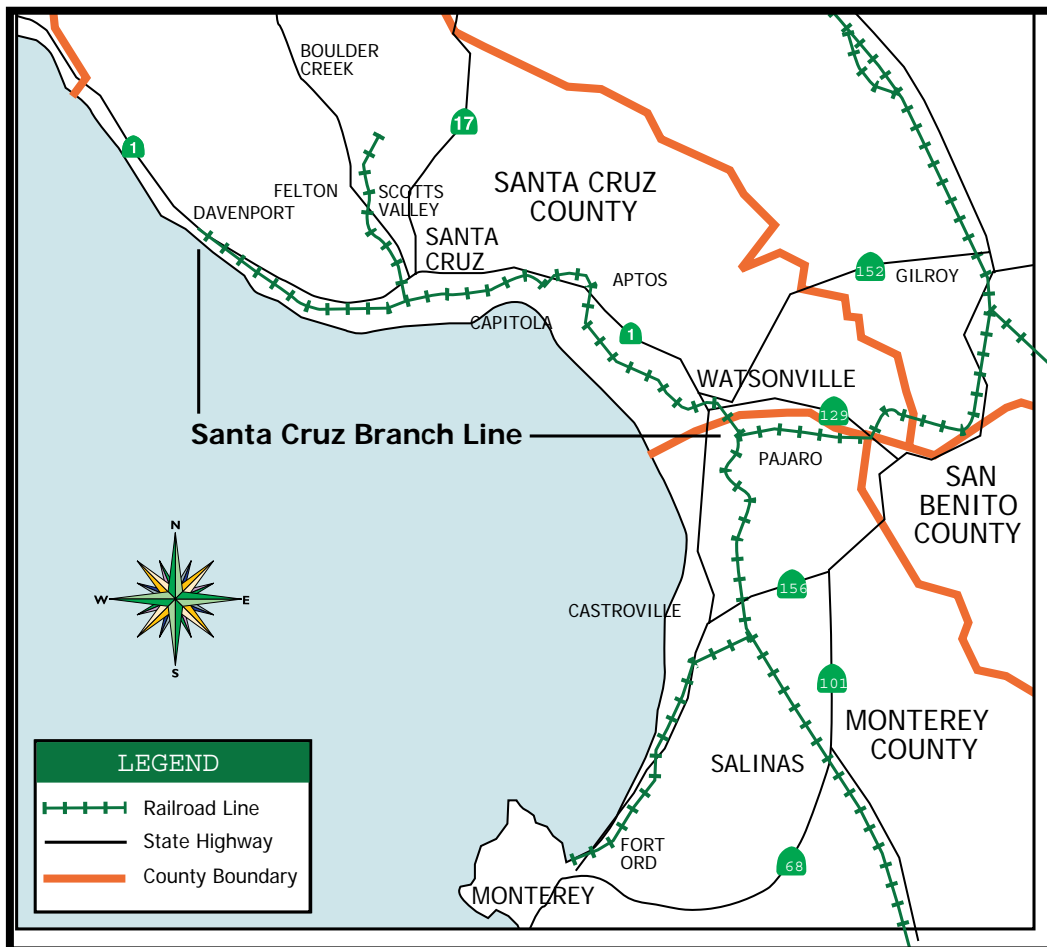 BOULDER
CREEK
17
1
FELTON
SCOTTS
VALLEY
DAVENPORT
SANTA CRUZ
COUNTY
SANTA
CRUZ
152
GILROY
APTOS
CAPITOLA
1
WATSONVILLE
129
Santa Cruz Branch Line
PAJARO
SAN
BENITO
COUNTY
N
W
E
S
156
CASTROVILLE
101
MONTEREY
COUNTY
SALINAS
LEGEND
Railroad Line
State Highway
County Boundary
FORT
ORD
68
MONTEREY